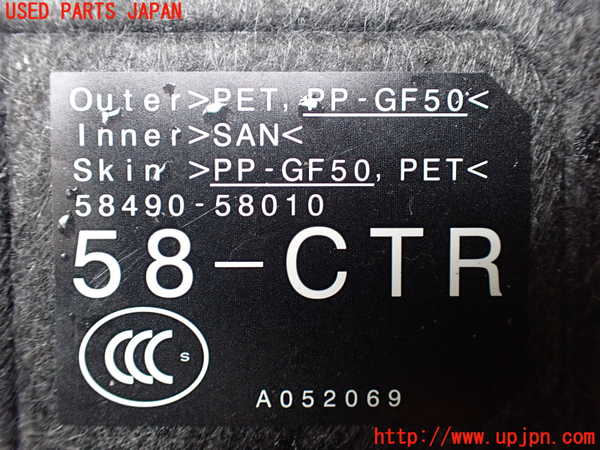 USED PARTS JAPAN
Outer>PET, PP-GF50<
Inner>SAN<
Skin >PP-GF50, PET<
58490-58010
58-CTR
CCC S
A052069
http://www.upjpn.com/